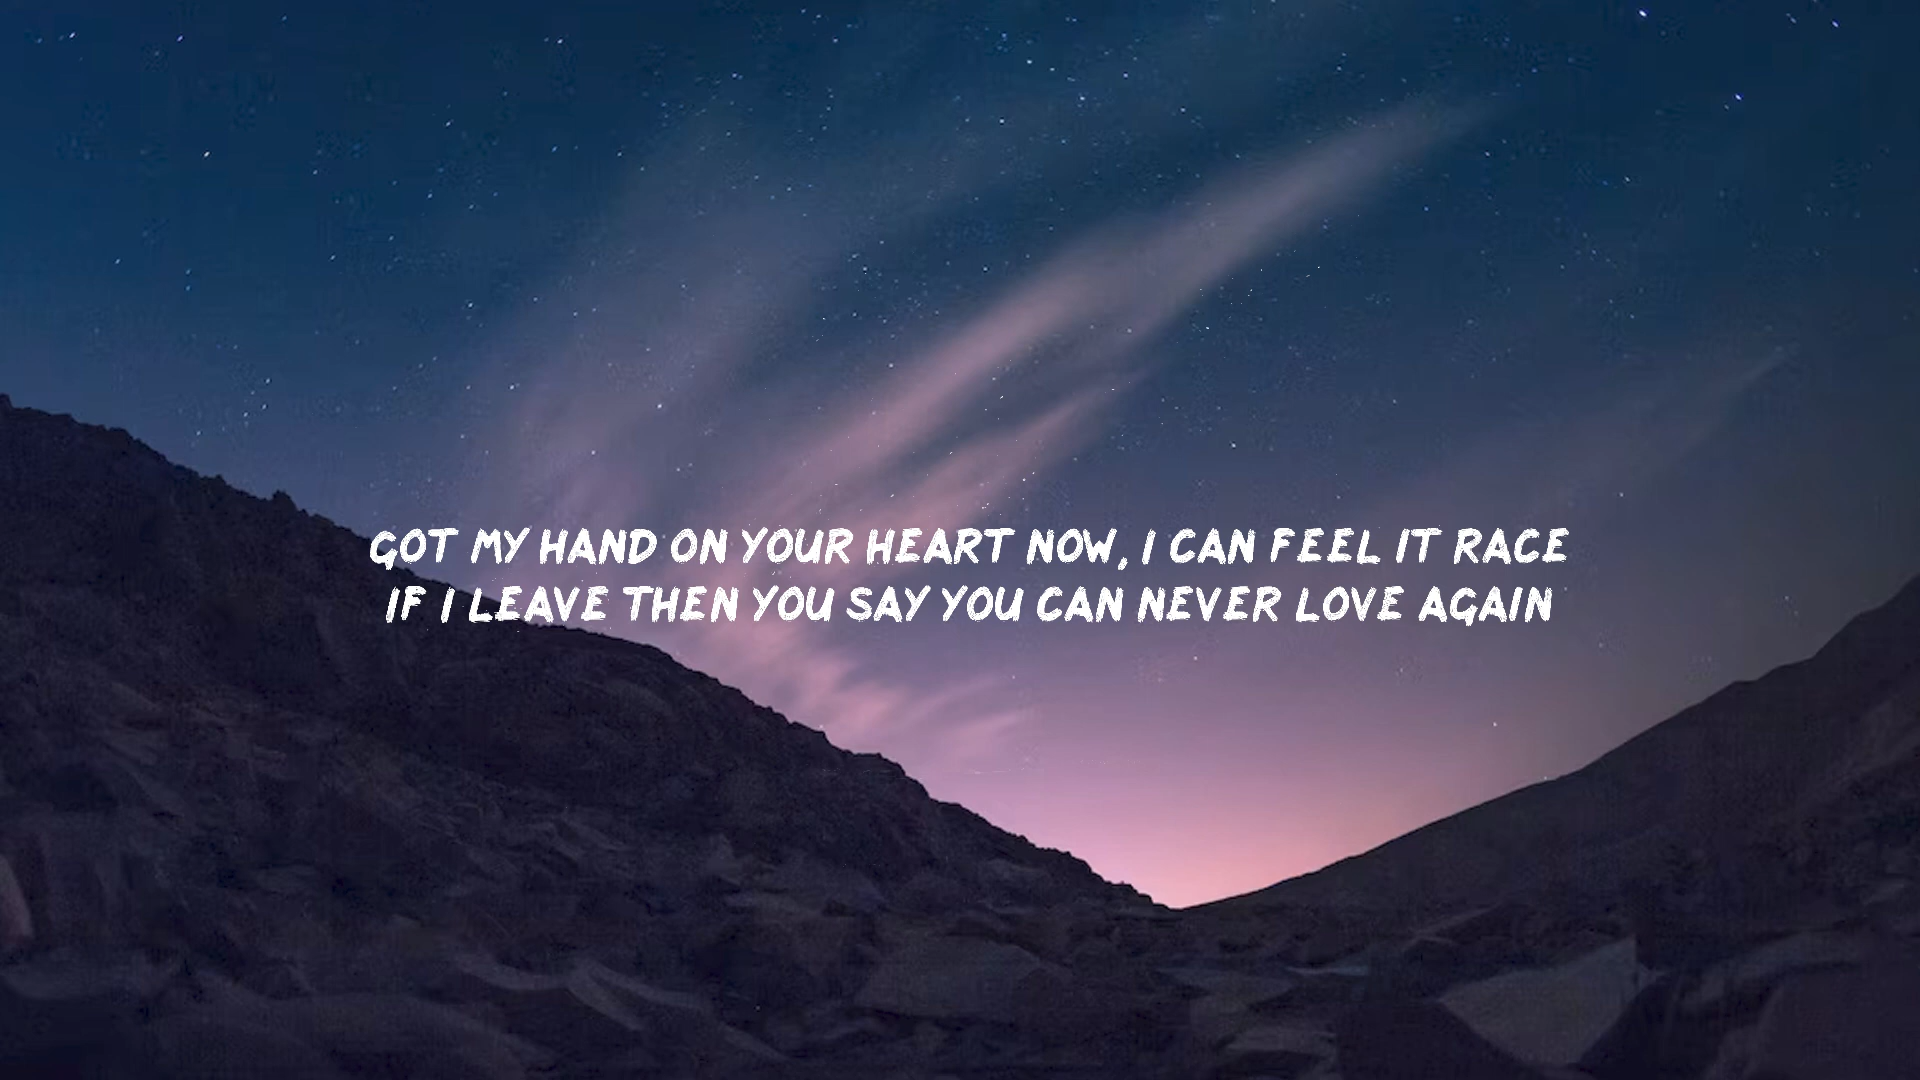 GOT MY HAND ON YOUR HEART NOW, I CAN FEEL IT RACE
IF I LEAVE THEN YOU SAY YOU CAN NEVER LOVE AGAIN